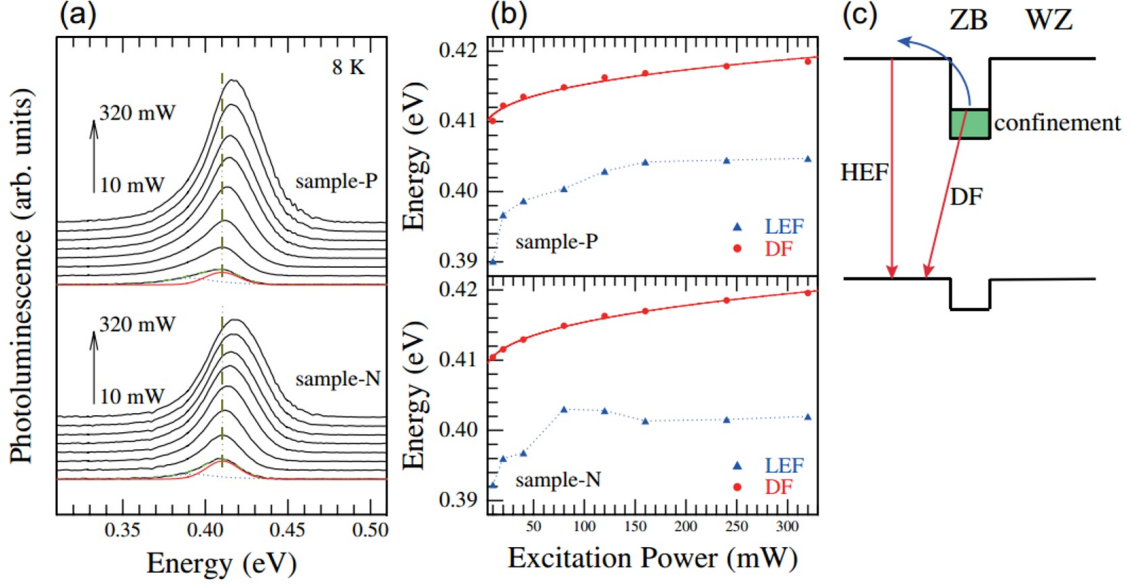 (a)
Photoluminescence (arb. units)
8 K
320 mW
10 mW
sample-P
320 mW
10 mW
sample-N
0.35
0.40
0.45
0.50
Energy (eV)
(b)
Energy (eV)
0.42
0.41
0.40
0.39
sample-P
LEF
DF
Energy (eV)
0.42
0.41
0.40
0.39
sample-N
LEF
DF
50
100
150
200
250
300
Excitation Power (mW)
(c)
ZB
WZ
confinement
HEF
DF